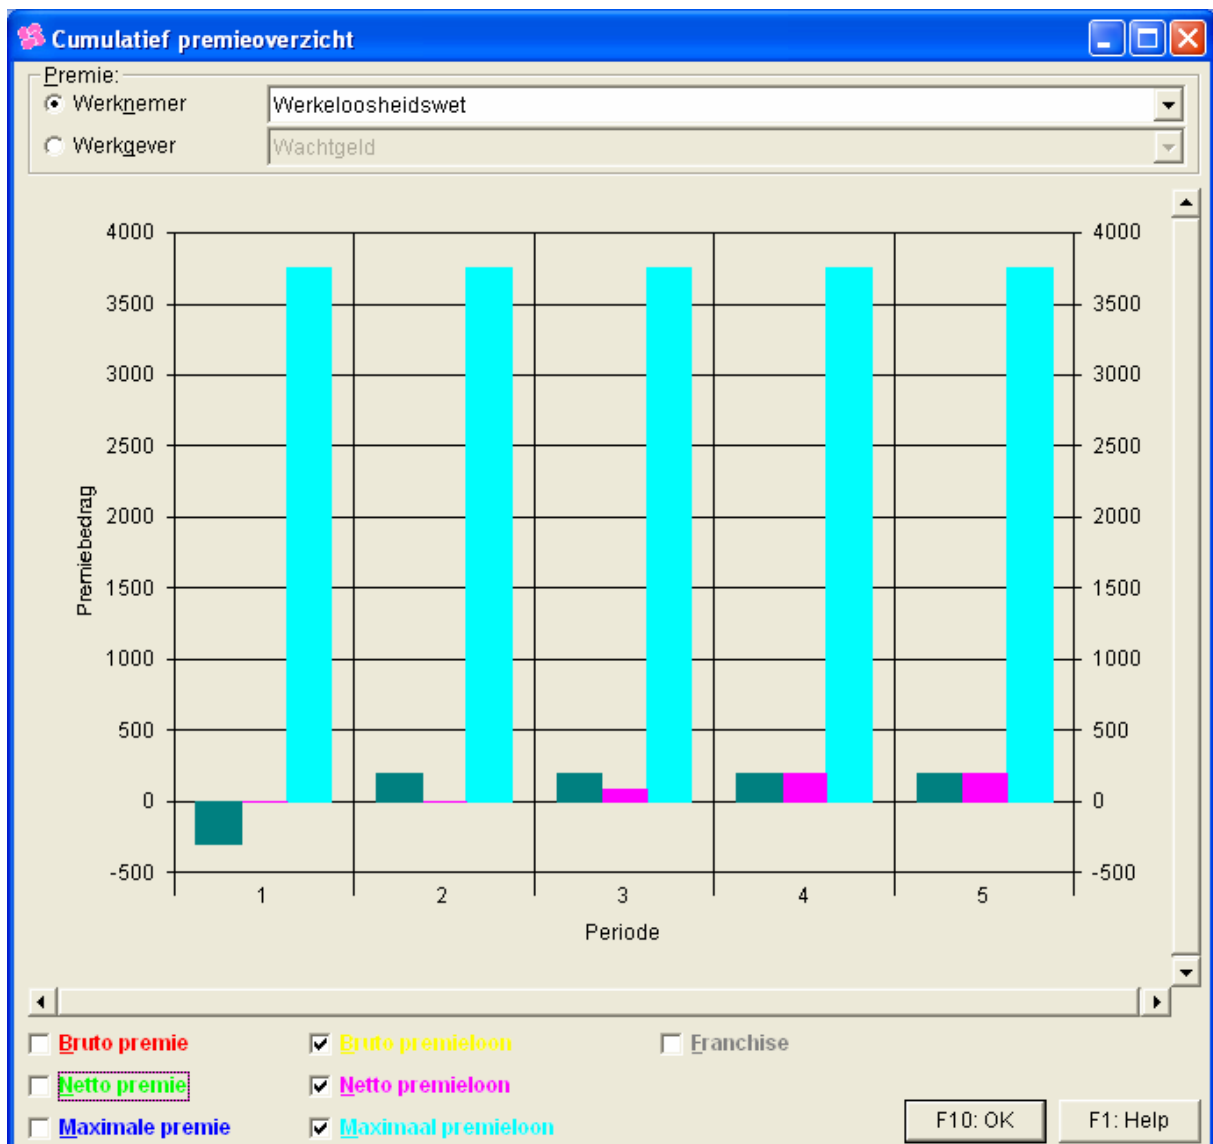 Cumulatief premieoverzicht
Premie:
Werknemer Werkeloosheidswet
Werkgever Wachtgeld
4000 4000
3500 3500
3000 3000
2500 2500
2000 2000
1500 1500
1000 1000
500 500
0 0
-500 -500
Premiebedrag
1 2 3 4 5
Periode
Bruto premie Bruto premieloon Franchise
Netto premie Netto premieloon
Maximale premie Maximaal premieloon F10: OK F1: Help